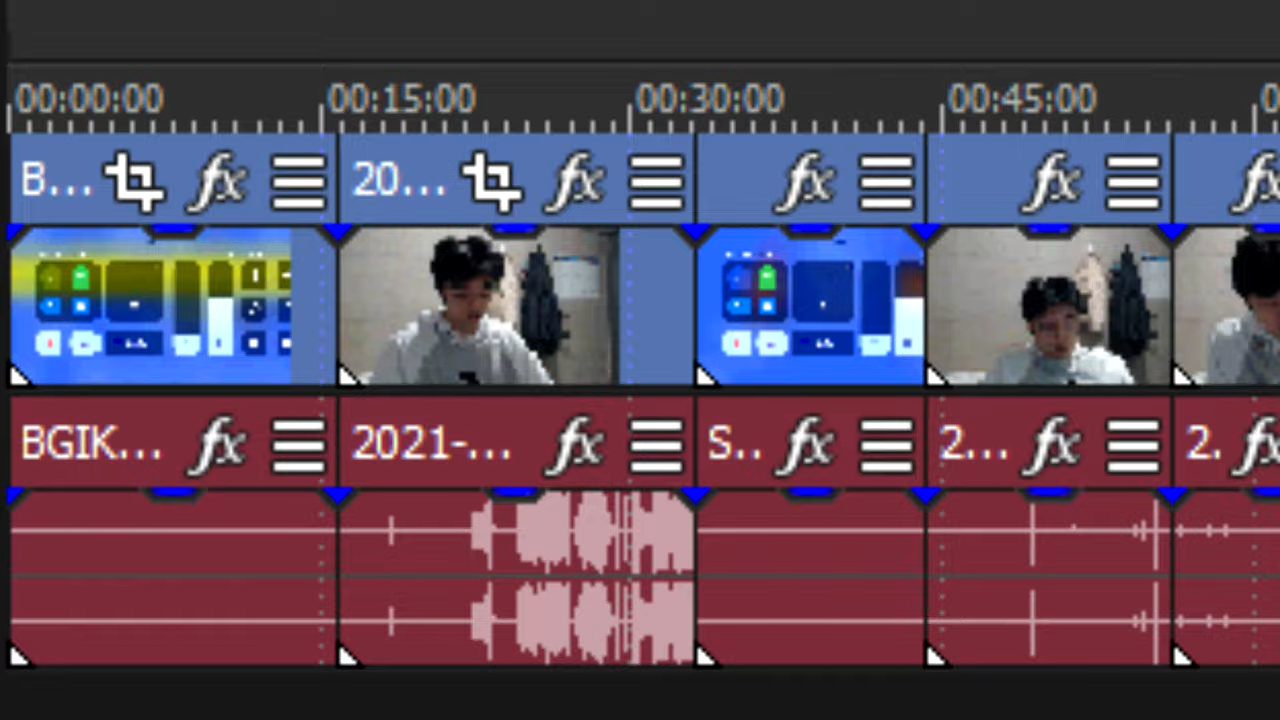 00:00:00 00:15:00 00:30:00 00:45:00
B... fx 20... fx fx fx fx
BGIK... fx 2021-... fx S.. fx 2... fx 2. fx